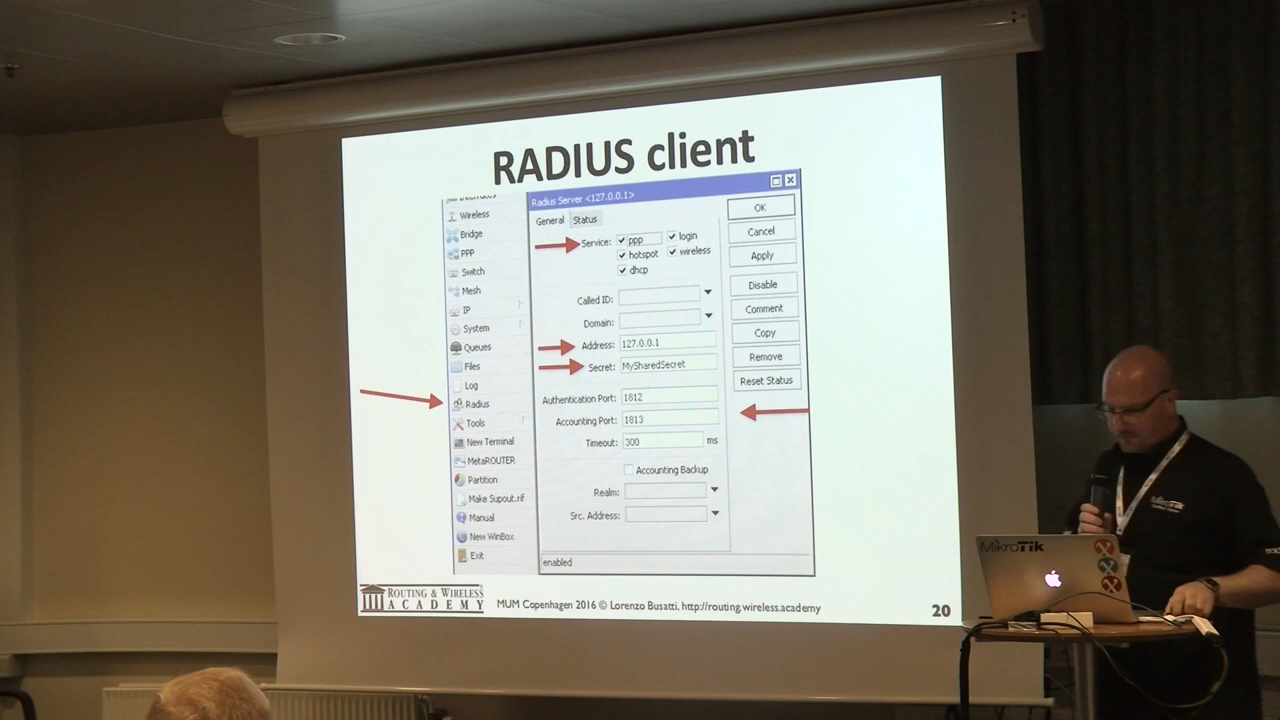 RADIUS client
Interfaces
Wireless
Bridge
PPP
Switch
Mesh
IP
System
Queues
Files
Log
Radius
Tools
New Terminal
MetaROUTER
Partition
Make Supout.rif
Manual
New WinBox
Exit
Radius Server <127.0.0.1>
General Status
Service: ppp login
hotspot wireless
dhcp
Called ID:
Domain:
Address: 127.0.0.1
Secret: MySharedSecret
Authentication Port: 1812
Accounting Port: 1813
Timeout: 300 ms
Accounting Backup
Realm:
Src. Address:
enabled
OK
Cancel
Apply
Disable
Comment
Copy
Remove
Reset Status
ROUTING & WIRELESS
ACADEMY
MUM Copenhagen 2016 © Lorenzo Busatti, http://routing.wireless.academy
20
MikroTik
MikroTik